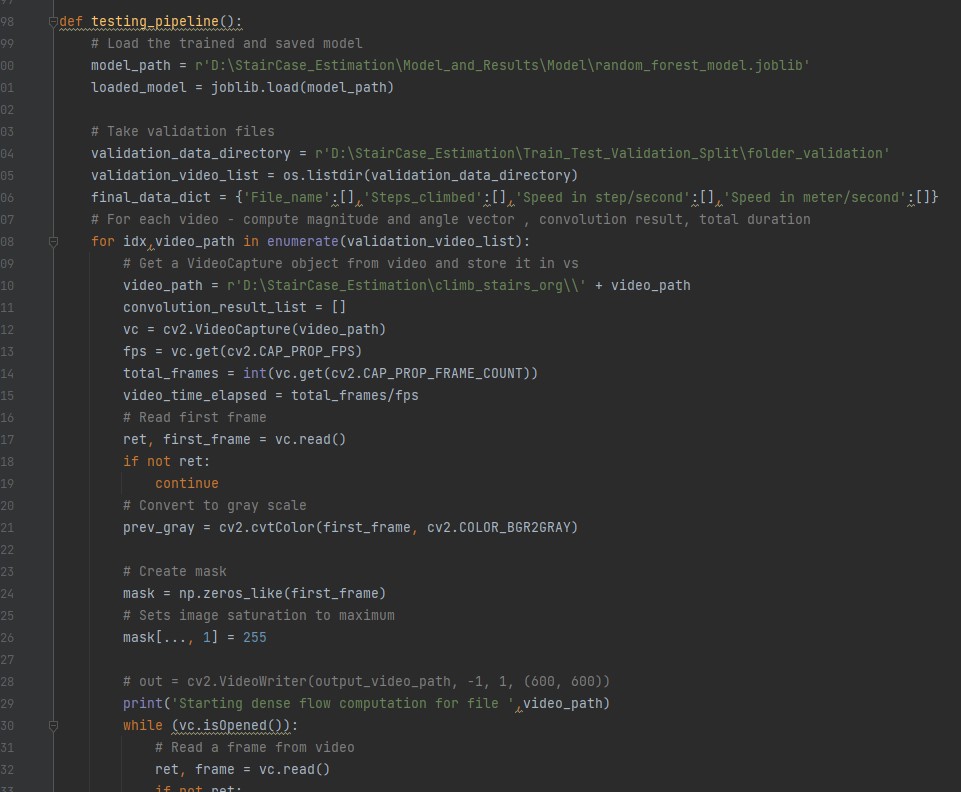 98 def testing_pipeline():
99 # Load the trained and saved model
00 model_path = r'D:\StairCase_Estimation\Model_and_Results\Model\random_forest_model.joblib'
01 loaded_model = joblib.load(model_path)
02
03 # Take validation files
04 validation_data_directory = r'D:\StairCase_Estimation\Train_Test_Validation_Split\folder_validation'
05 validation_video_list = os.listdir(validation_data_directory)
06 final_data_dict = {'File_name':[],'Steps_climbed':[],'Speed in step/second':[],'Speed in meter/second':[]}
07 # For each video - compute magnitude and angle vector , convolution result, total duration
08 for idx,video_path in enumerate(validation_video_list):
09 # Get a VideoCapture object from video and store it in vs
10 video_path = r'D:\StairCase_Estimation\climb_stairs_org\\' + video_path
11 convolution_result_list = []
12 vc = cv2.VideoCapture(video_path)
13 fps = vc.get(cv2.CAP_PROP_FPS)
14 total_frames = int(vc.get(cv2.CAP_PROP_FRAME_COUNT))
15 video_time_elapsed = total_frames/fps
16 # Read first frame
17 ret, first_frame = vc.read()
18 if not ret:
19 continue
20 # Convert to gray scale
21 prev_gray = cv2.cvtColor(first_frame, cv2.COLOR_BGR2GRAY)
22
23 # Create mask
24 mask = np.zeros_like(first_frame)
25 # Sets image saturation to maximum
26 mask[..., 1] = 255
27
28 # out = cv2.VideoWriter(output_video_path, -1, 1, (600, 600))
29 print('Starting dense flow computation for file ',video_path)
30 while (vc.isOpened()):
31 # Read a frame from video
32 ret, frame = vc.read()
33 if not ret: